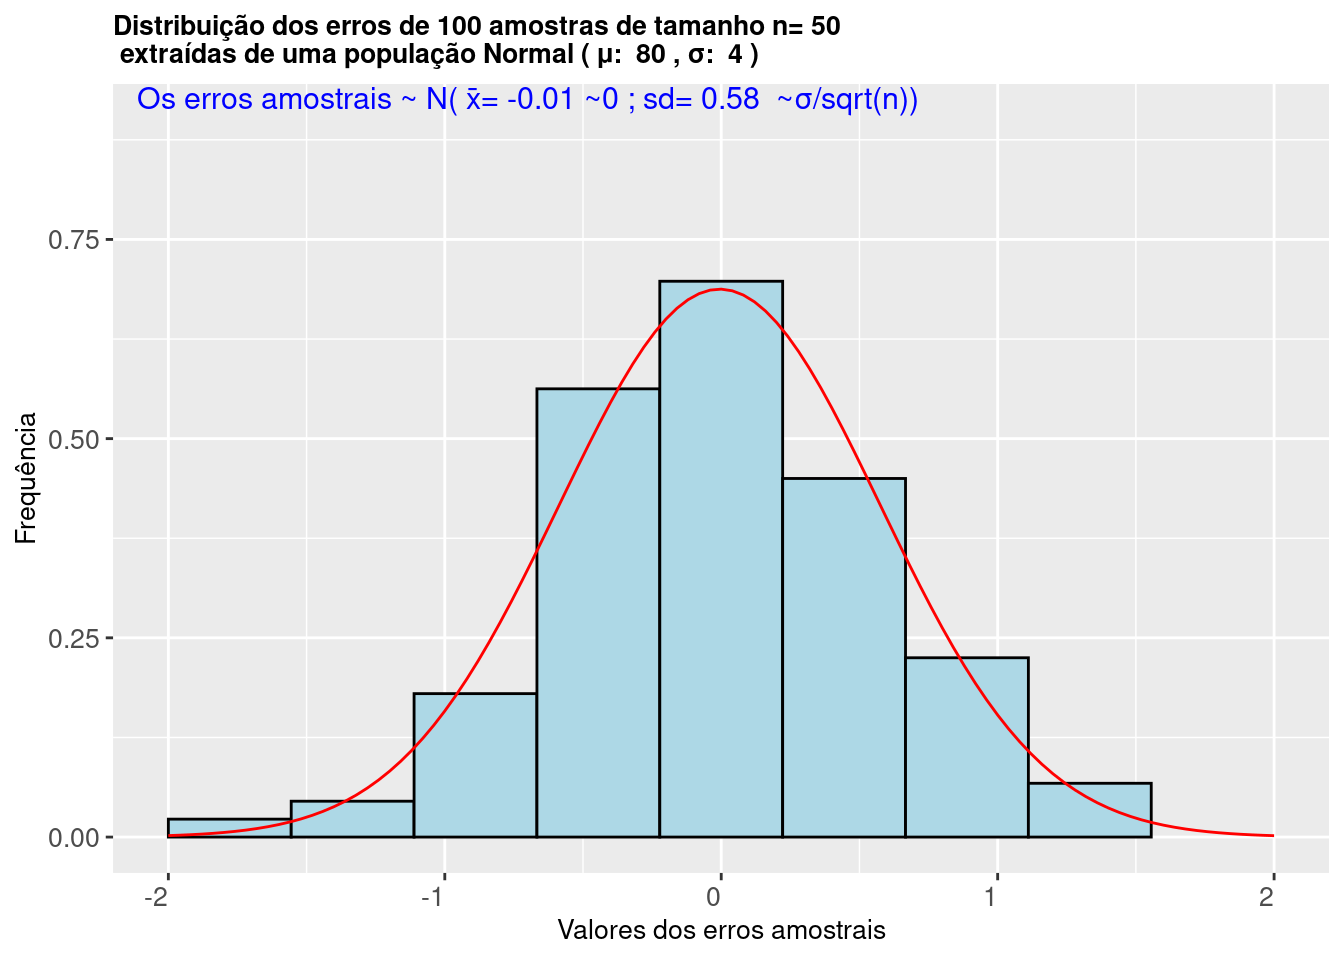 Distribuição dos erros de 100 amostras de tamanho n= 50
extraídas de uma população Normal ( μ:  80 , σ:  4 )
Os erros amostrais ~ N( x̄= -0.01 ~0 ; sd= 0.58  ~σ/sqrt(n))
0.75
0.50
0.25
0.00
Frequência
-2
-1
0
1
2
Valores dos erros amostrais